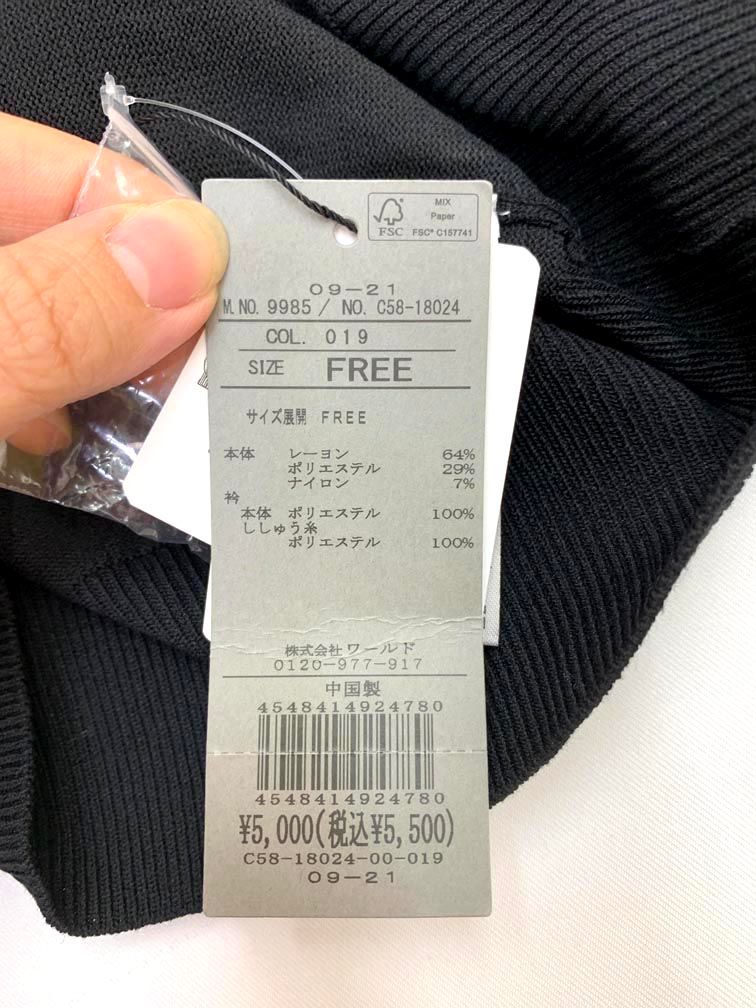 MIX
Paper
FSC
FSC® C157741
09-21
M.NO. 9985 / NO. C58-18024
COL. 019
SIZE FREE
サイズ展開 FREE
本体 レーヨン 64%
ポリエステル 29%
ナイロン 7%
衿
本体 ポリエステル 100%
ししゅう糸
ポリエステル 100%
株式会社ワールド
0120-977-917
中国製
4548414924780
4548414924780
¥5,000(税込¥5,500)
C58-18024-00-019
09-21